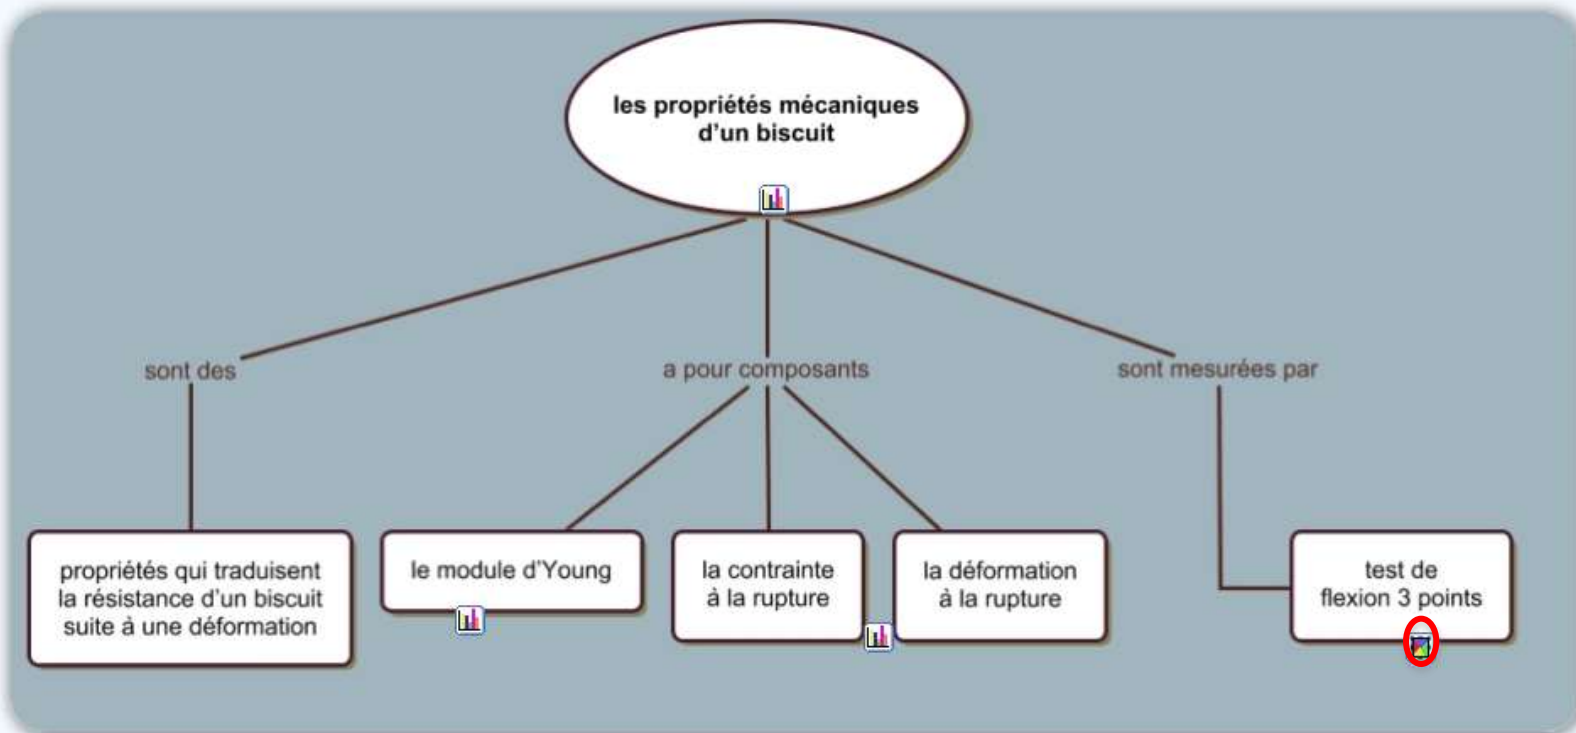 les propriétés mécaniques
d'un biscuit
sont des
a pour composants
sont mesurées par
propriétés qui traduisent
la résistance d'un biscuit
suite à une déformation
le module d'Young
la contrainte
à la rupture
la déformation
à la rupture
test de
flexion 3 points